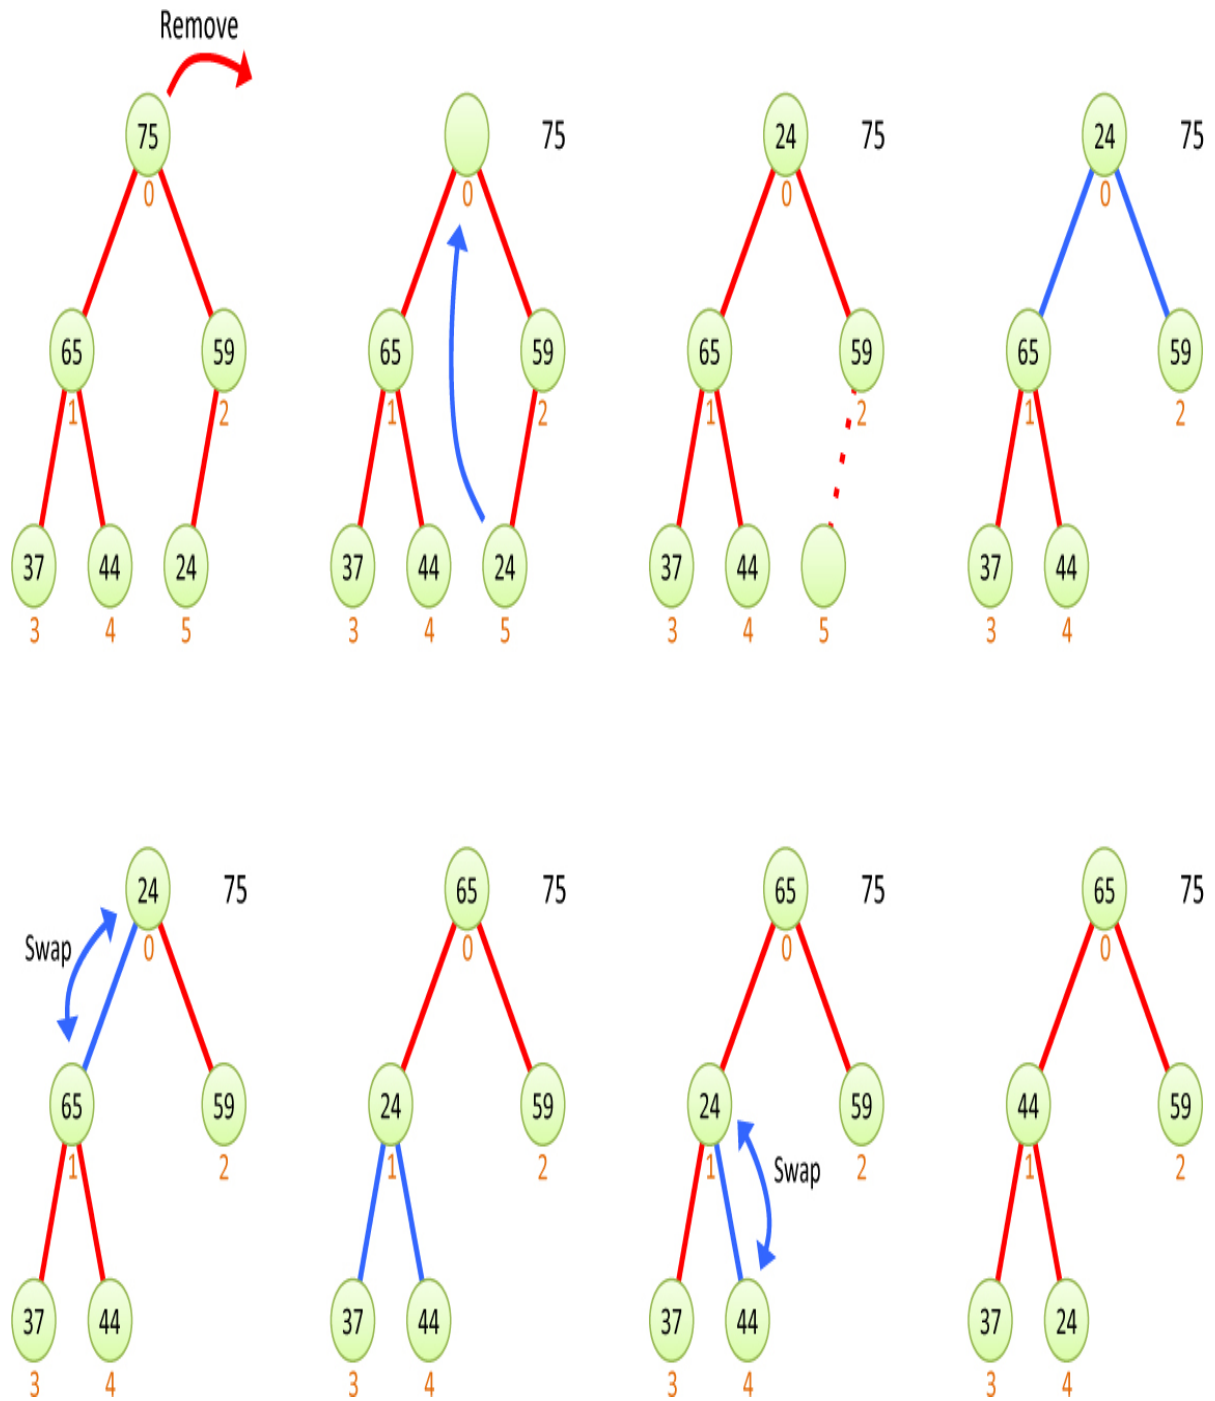 Remove
75
75 24 75 24 75
0 0 0 0
65 59 65 59 65 59 65 59
1 2 1 2 1 2 1 2
37 44 24 37 44 24 37 44 37 44
3 4 5 3 4 5 3 4 5 3 4
24 75 65 75 65 75 65 75
Swap
0 0 0 0
65 59 24 59 24 59 44 59
1 2 1 2 1 Swap 2 1 2
37 44 37 44 37 44 37 24
3 4 3 4 3 4 3 4